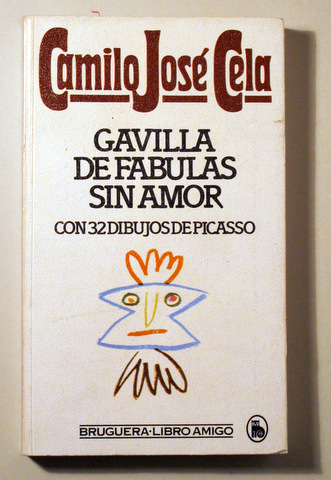 Camilo José Cela
GAVILLA
DE FABULAS
SIN AMOR
CON 32 DIBUJOS DE PICASSO
BRUGUERA·LIBRO AMIGO